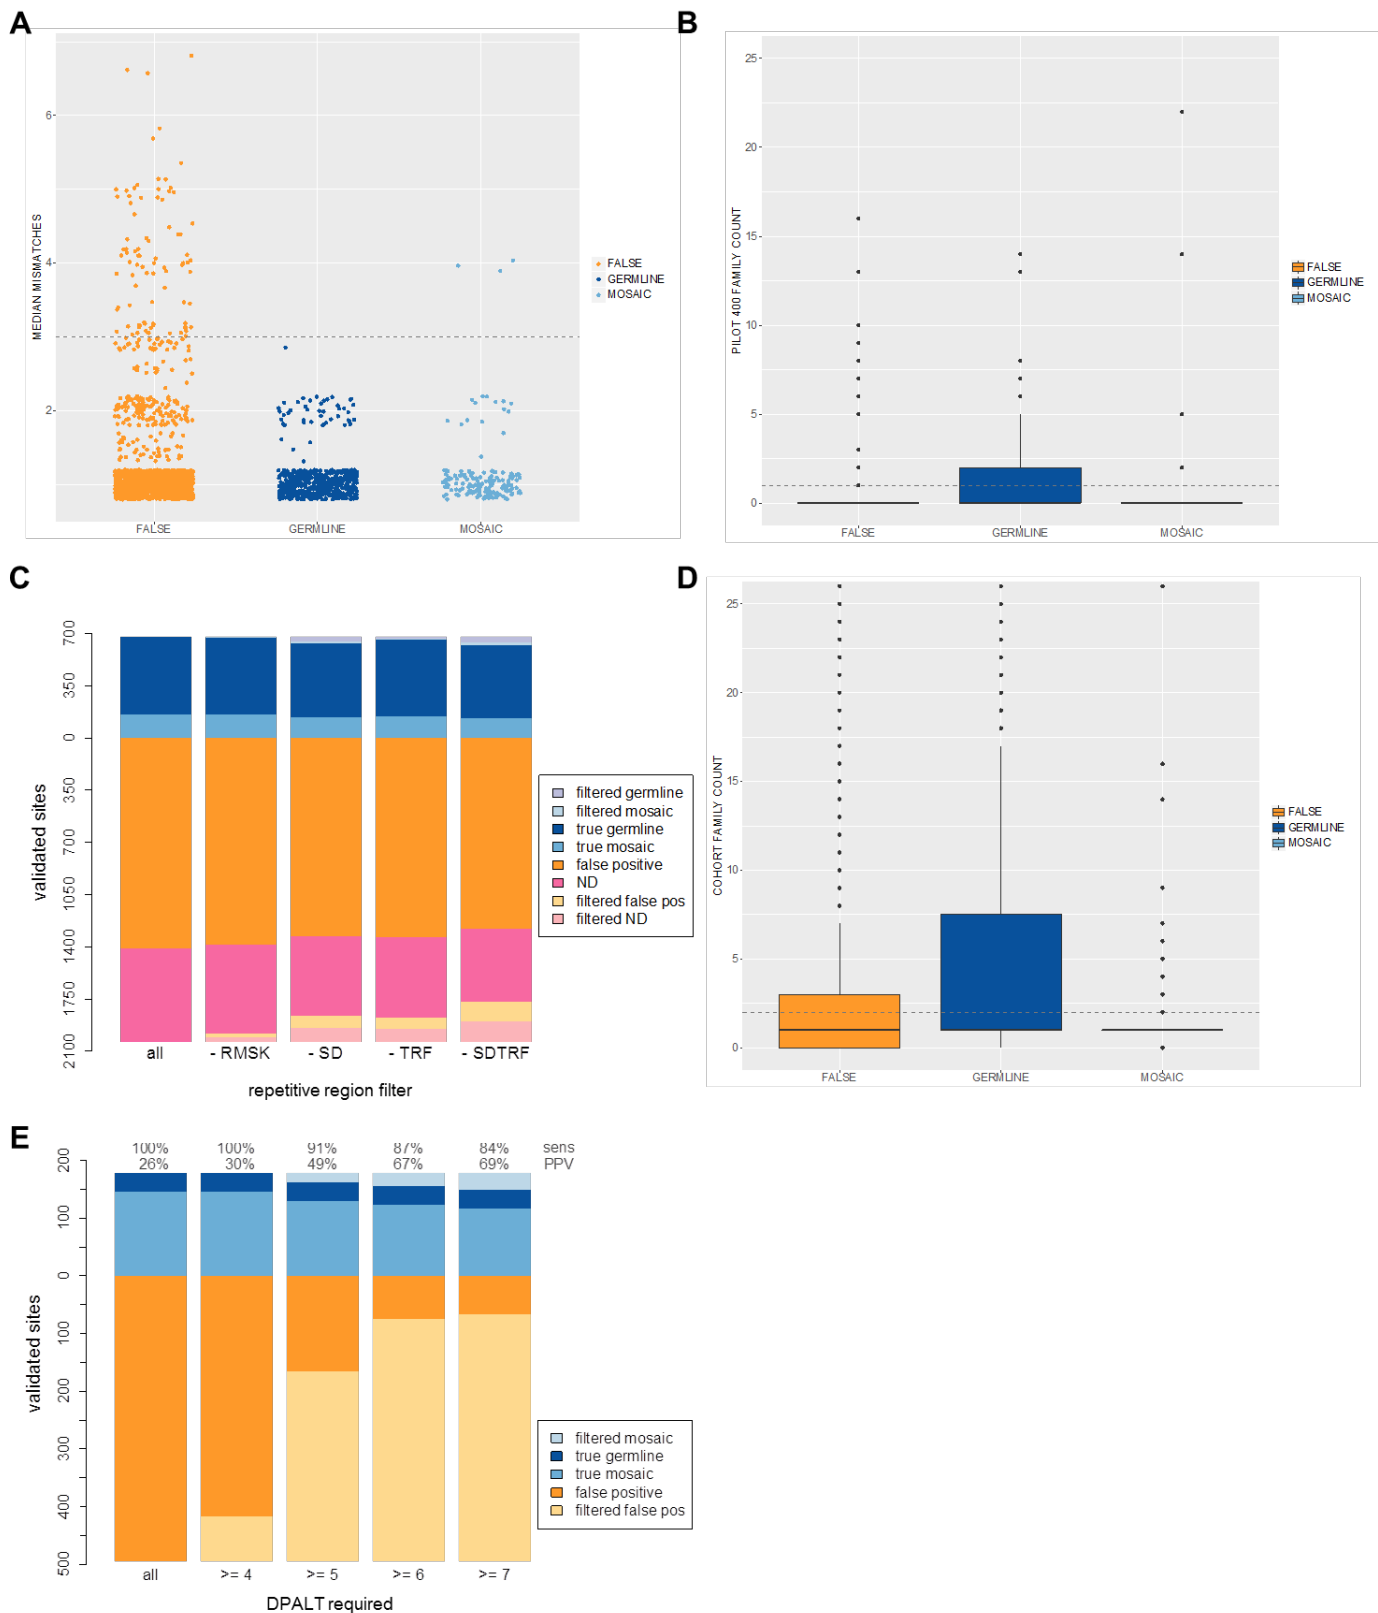 A
MEDIAN MISMATCHES
6
4
2
FALSE
GERMLINE
MOSAIC
FALSE
GERMLINE
MOSAIC
B
PILOT 400 FAMILY COUNT
25
20
15
10
5
0
FALSE
GERMLINE
MOSAIC
FALSE
GERMLINE
MOSAIC
C
validated sites
700
350
0
350
700
1050
1400
1750
2100
all
- RMSK
- SD
- TRF
- SDTRF
repetitive region filter
filtered germline
filtered mosaic
true germline
true mosaic
false positive
ND
filtered false pos
filtered ND
D
COHORT FAMILY COUNT
25
20
15
10
5
0
FALSE
GERMLINE
MOSAIC
FALSE
GERMLINE
MOSAIC
E
100% 100% 91% 87% 84% sens
26% 30% 49% 67% 69% PPV
validated sites
200
100
0
100
200
300
400
500
all
>= 4
>= 5
>= 6
>= 7
DPALT required
filtered mosaic
true germline
true mosaic
false positive
filtered false pos